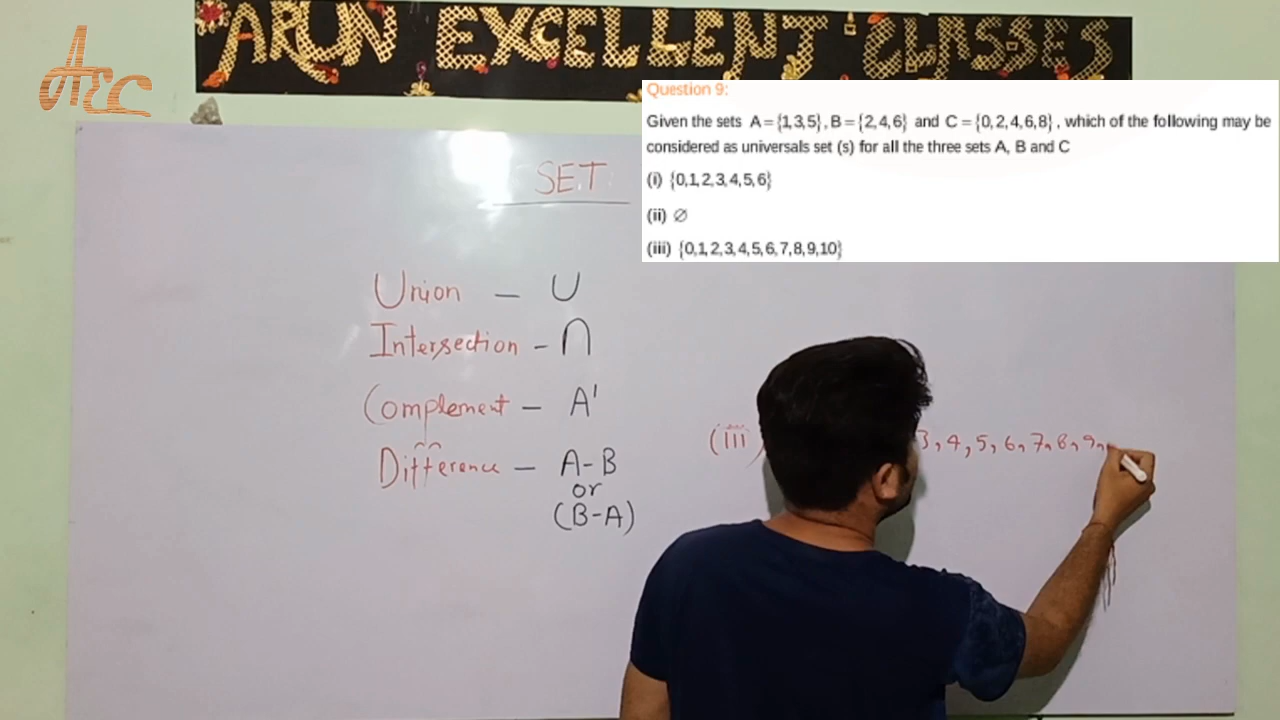 ARUN EXCELLENT CLASSES
AEC
Question 9:
Given the sets A = {1,3,5}, B = {2,4,6} and C = {0,2,4,6,8}, which of the following may be
considered as universals set (s) for all the three sets A, B and C
(i) {0,1,2,3,4,5,6}
(ii) ∅
(iii) {0,1,2,3,4,5,6,7,8,9,10}
SET
Union — ∪
Intersection - ∩
Complement — A'
Difference — A-B
or
(B-A)
(iii) 3, 4, 5, 6, 7, 8, 9,